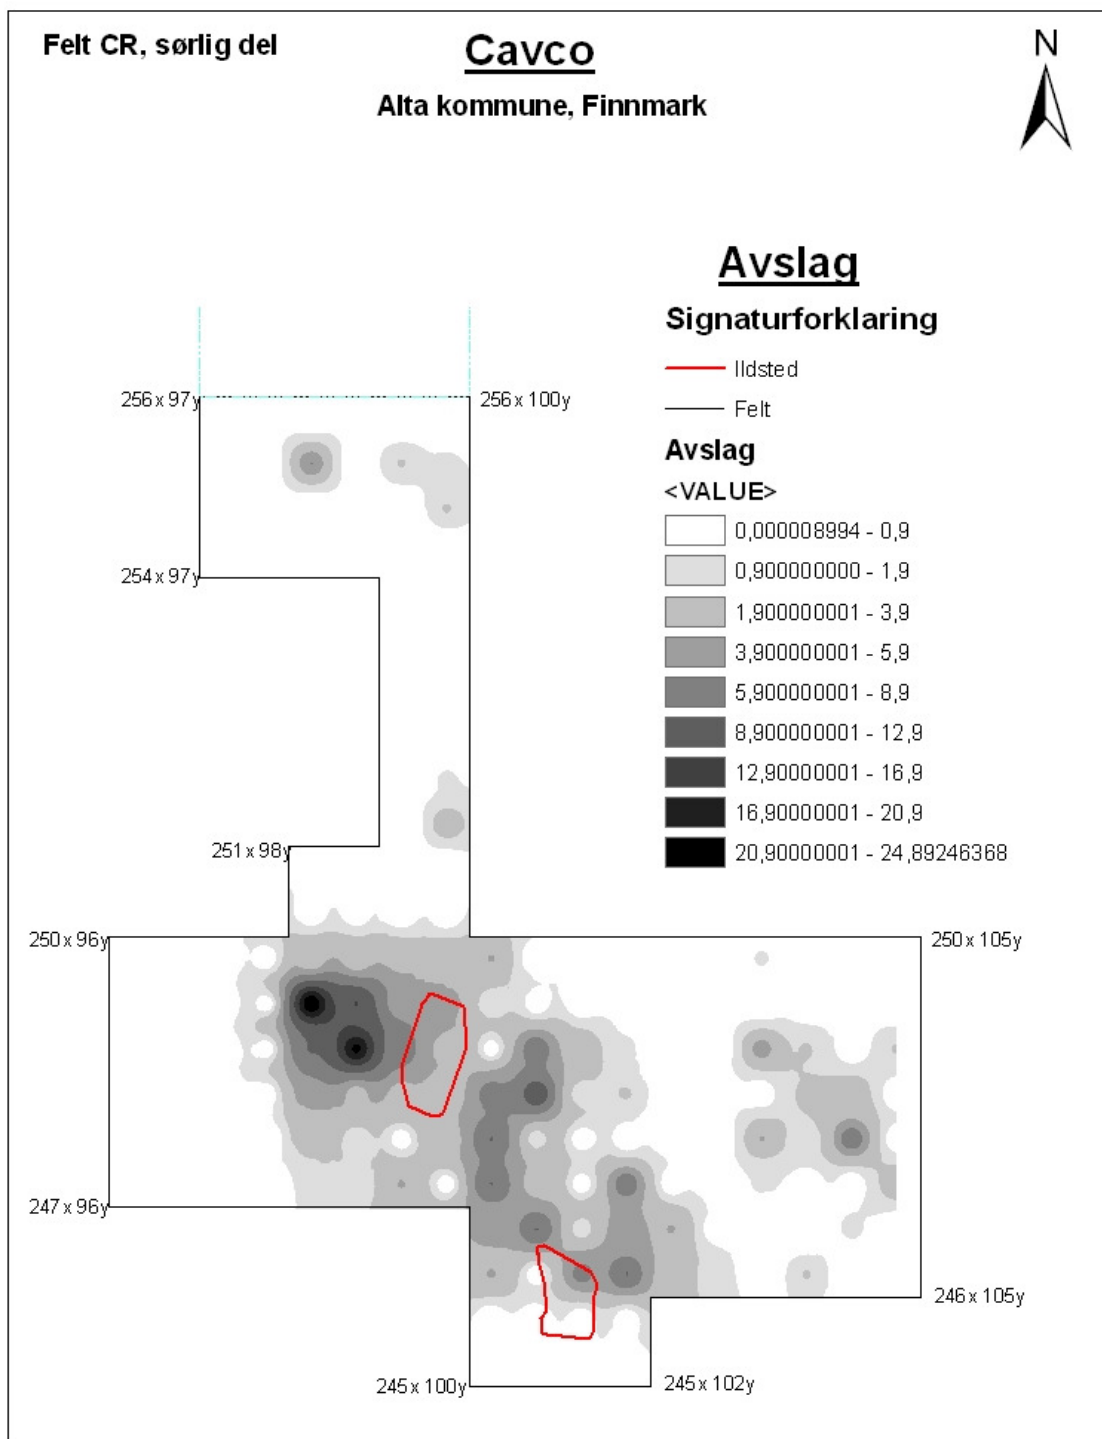 Felt CR, sørlig del
Cavco
Alta kommune, Finnmark
N
Avslag
Signaturforklaring
Ildsted
Felt
Avslag
<VALUE>
0,000008994 - 0,9
0,900000000 - 1,9
1,900000001 - 3,9
3,900000001 - 5,9
5,900000001 - 8,9
8,900000001 - 12,9
12,90000001 - 16,9
16,90000001 - 20,9
20,90000001 - 24,89246368
256 x 97y
256 x 100y
254 x 97y
251 x 98y
250 x 96y
250 x 105y
247 x 96y
246 x 105y
245 x 100y
245 x 102y